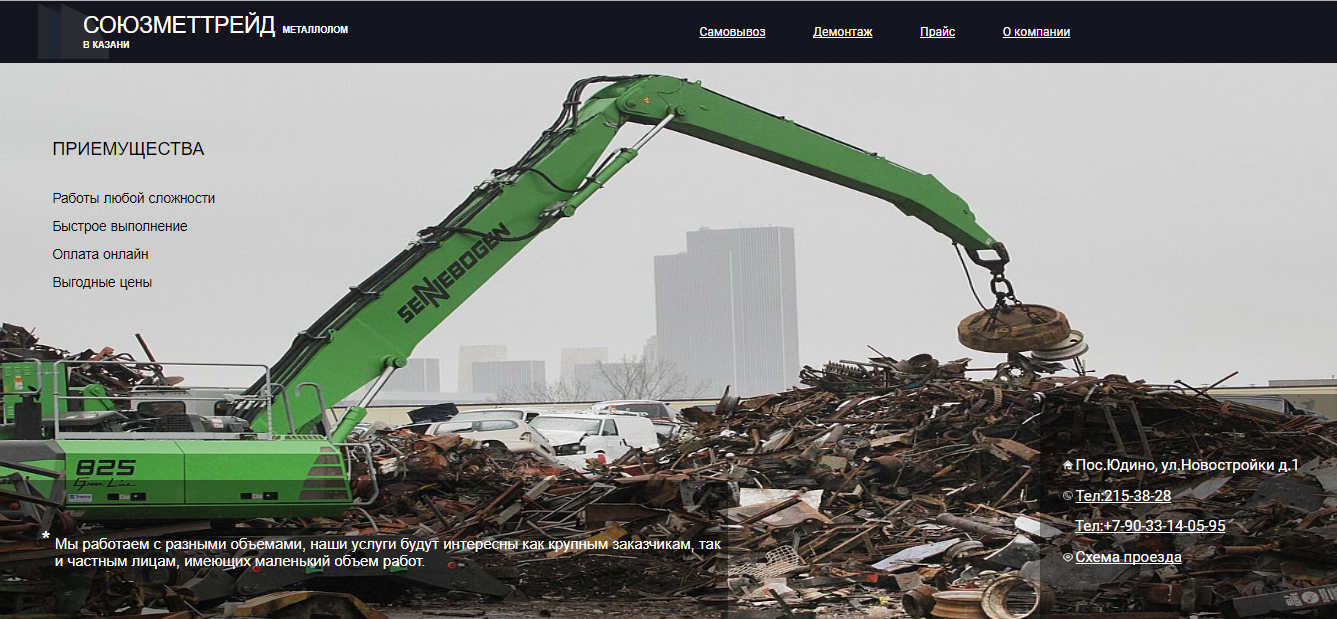 СОЮЗМЕТТРЕЙД МЕТАЛЛОЛОМ
В КАЗАНИ
Самовывоз Демонтаж Прайс О компании
ПРИЕМУЩЕСТВА
Работы любой сложности
Быстрое выполнение
Оплата онлайн
Выгодные цены
SENNEBOGEN
825
Green Line
Пос.Юдино, ул.Новостройки д.1
Тел:215-38-28
Тел:+7-90-33-14-05-95
Схема проезда
* Мы работаем с разными объемами, наши услуги будут интересны как крупным заказчикам, так
и частным лицам, имеющих маленький объем работ.